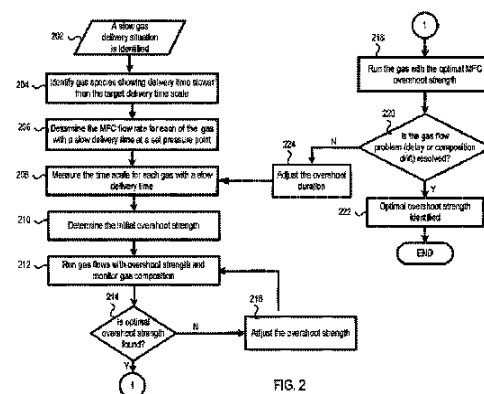 202
A slow gas
delivery situation
is identified
204
Identify gas species showing delivery time slower
than the target delivery time scale
206
Determine the MFC flow rate for each of the gas
with a slow delivery time at a set pressure point
208
Measure the time scale for each gas with a slow
delivery time
210
Determine the initial overshoot strength
212
Run gas flows with overshoot strength and
monitor gas composition
214
Is optimal
overshoot strength
found?
N
Y
1
216
Adjust the overshoot strength
1
218
Run the gas with the optimal MFC
overshoot strength
220
Is the gas flow
problem (delay or composition
drift) resolved?
N
Y
224
Adjust the overshoot
duration
222
Optimal overshoot strength
identified
END
FIG. 2